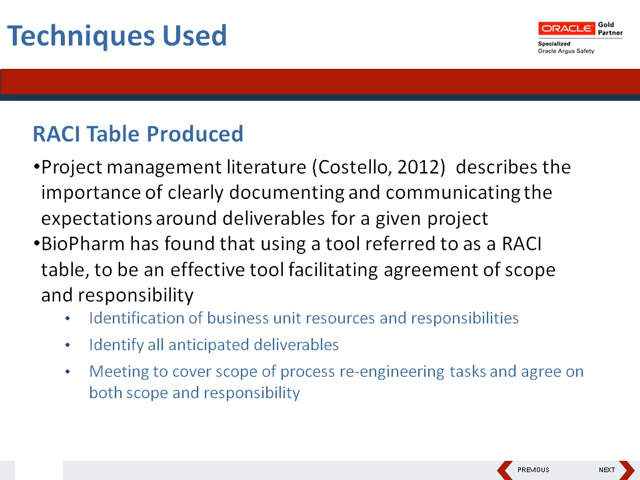 Techniques Used
ORACLE Gold
Partner
Specialized
Oracle Argus Safety
RACI Table Produced
•Project management literature (Costello, 2012) describes the
importance of clearly documenting and communicating the
expectations around deliverables for a given project
•BioPharm has found that using a tool referred to as a RACI
table, to be an effective tool facilitating agreement of scope
and responsibility
• Identification of business unit resources and responsibilities
• Identify all anticipated deliverables
• Meeting to cover scope of process re-engineering tasks and agree on
both scope and responsibility
PREVIOUS NEXT